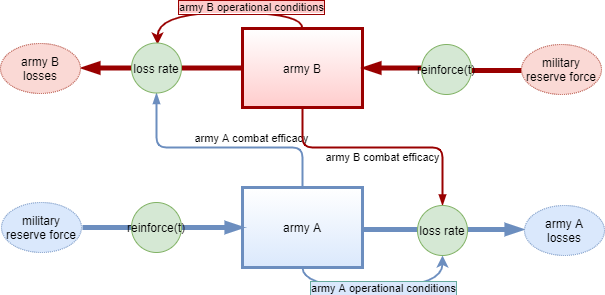 army B operational conditions
army B
losses
loss rate
army B
reinforce(t)
military
reserve force
army A combat efficacy
army B combat efficacy
military
reserve force
reinforce(t)
army A
loss rate
army A
losses
army A operational conditions